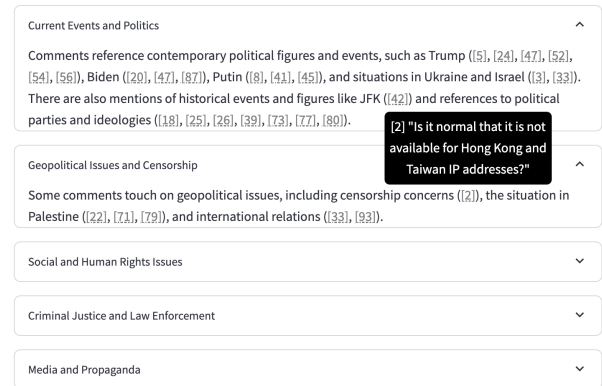 Current Events and Politics
Comments reference contemporary political figures and events, such as Trump ([5], [24], [47], [52],
[54], [56]), Biden ([20], [47], [87]), Putin ([8], [41], [45]), and situations in Ukraine and Israel ([3], [33]).
There are also mentions of historical events and figures like JFK ([42]) and references to political
parties and ideologies ([18], [25], [26], [39], [73], [77], [80]).
[2] "Is it normal that it is not
available for Hong Kong and
Taiwan IP addresses?"
Geopolitical Issues and Censorship
Some comments touch on geopolitical issues, including censorship concerns ([2]), the situation in
Palestine ([22], [71], [79]), and international relations ([33], [93]).
Social and Human Rights Issues
Criminal Justice and Law Enforcement
Media and Propaganda